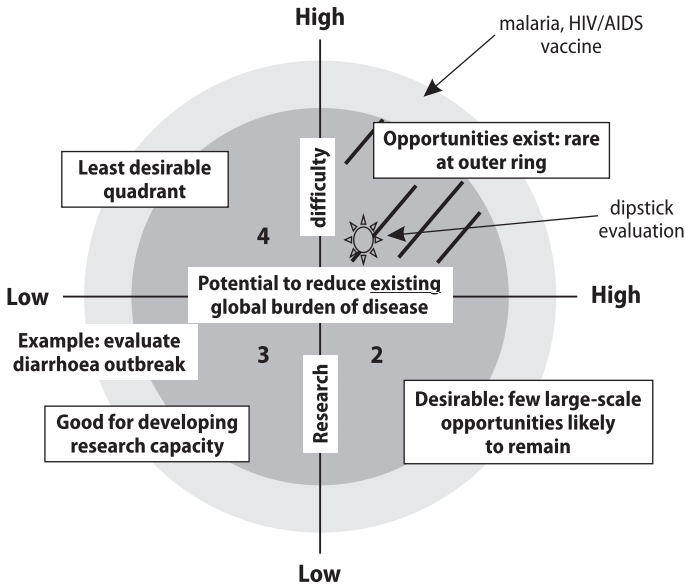 High
malaria, HIV/AIDS
vaccine
Opportunities exist: rare
at outer ring
Least desirable
quadrant
difficulty
dipstick
evaluation
4
Potential to reduce existing
global burden of disease
Low
High
Example: evaluate
diarrhoea outbreak
3
2
Research
Desirable: few large-scale
opportunities likely
to remain
Good for developing
research capacity
Low